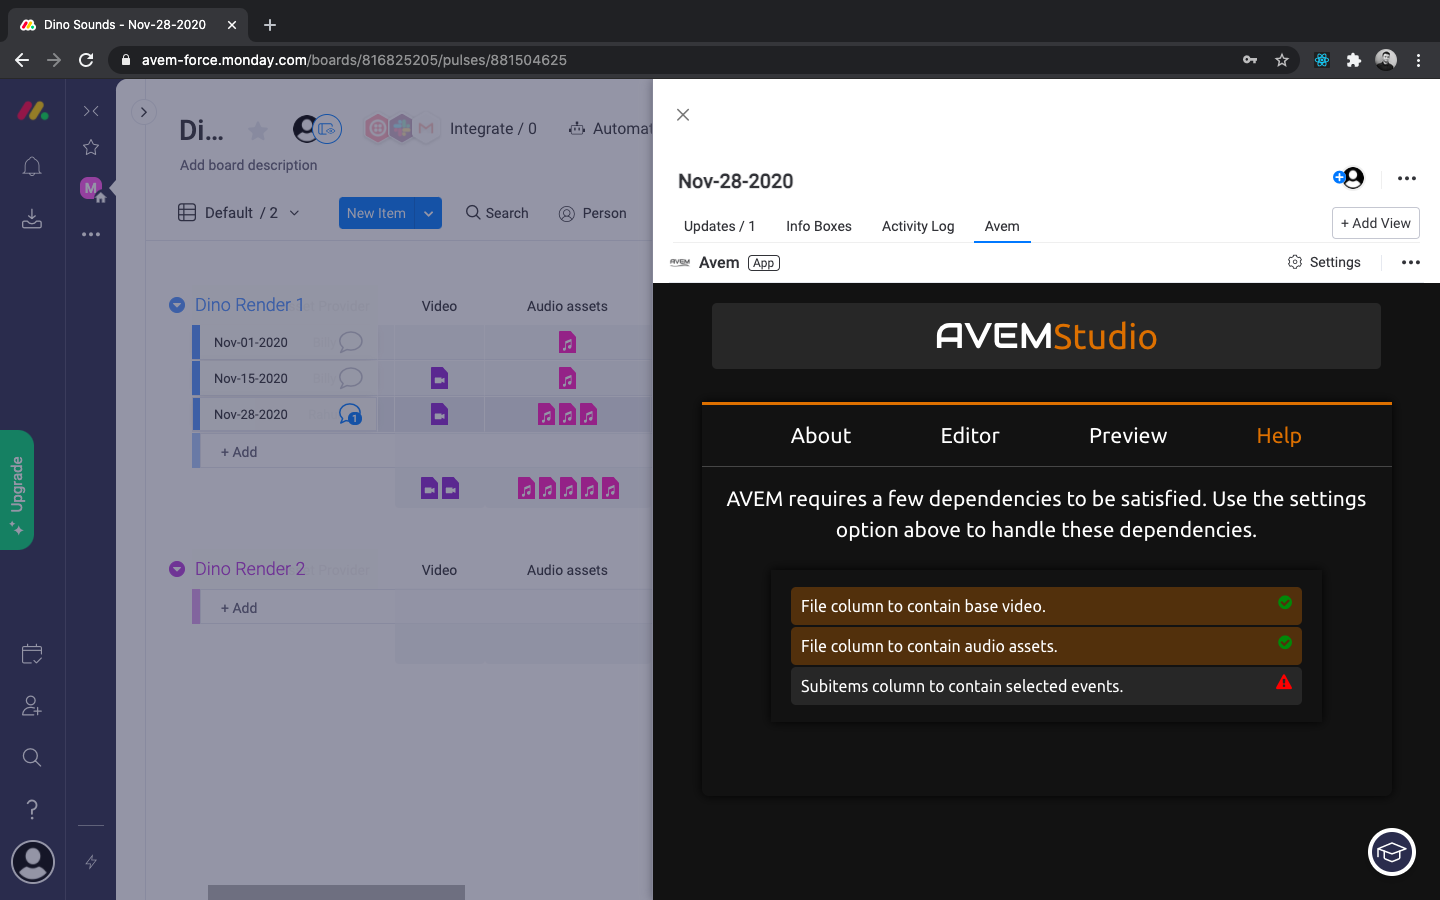 Dino Sounds - Nov-28-2020
avem-force.monday.com/boards/816825205/pulses/881504625
M
Upgrade
Di...
Integrate / 0
Automat
Add board description
Default / 2
New Item
Search
Person
Dino Render 1
Video
Audio assets
Nov-01-2020
Nov-15-2020
Nov-28-2020
1
+ Add
Dino Render 2
Video
Audio assets
+ Add
Nov-28-2020
Updates / 1
Info Boxes
Activity Log
Avem
+ Add View
AVEM
Avem
App
Settings
AVEMStudio
About
Editor
Preview
Help
AVEM requires a few dependencies to be satisfied. Use the settings
option above to handle these dependencies.
File column to contain base video.
File column to contain audio assets.
Subitems column to contain selected events.